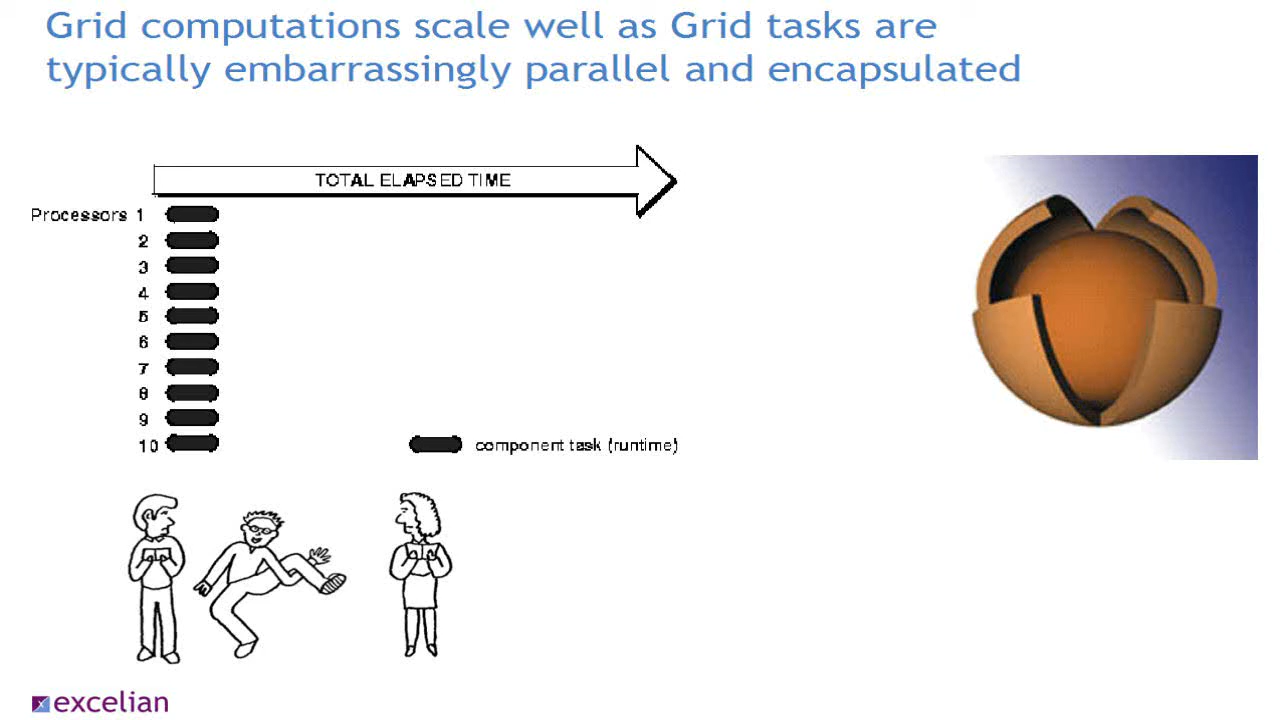 Grid computations scale well as Grid tasks are
typically embarrassingly parallel and encapsulated
TOTAL ELAPSED TIME
Processors 1
2
3
4
5
6
7
8
9
10
component task (runtime)
excelian